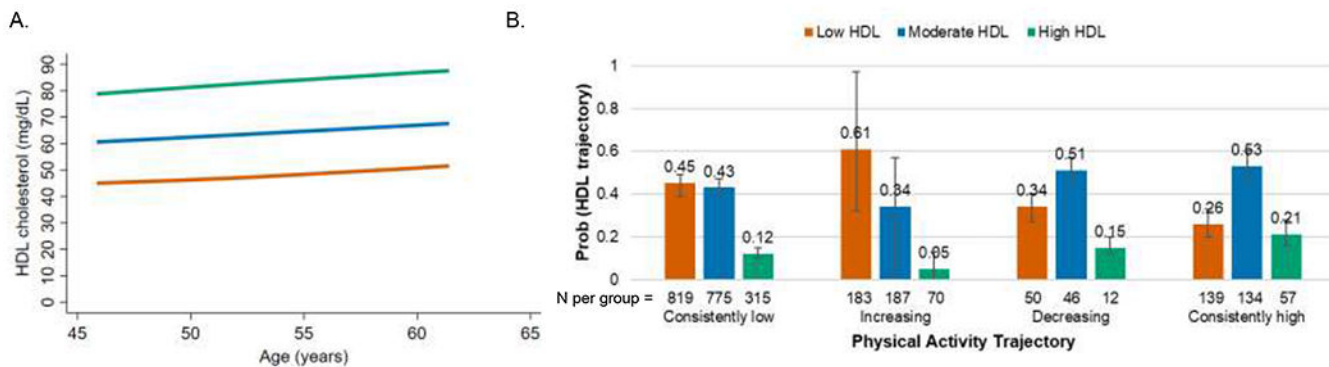 A.
HDL cholesterol (mg/dL)
90
80
70
60
50
40
30
20
10
0
45 50 55 60 65
Age (years)
B.
Low HDL Moderate HDL High HDL
Prob (HDL trajectory)
1
0.8
0.6
0.4
0.2
0
0.45 0.43 0.12
0.61 0.34 0.05
0.34 0.51 0.15
0.26 0.53 0.21
N per group = 819 775 315 183 187 70 50 46 12 139 134 57
Consistently low Increasing Decreasing Consistently high
Physical Activity Trajectory